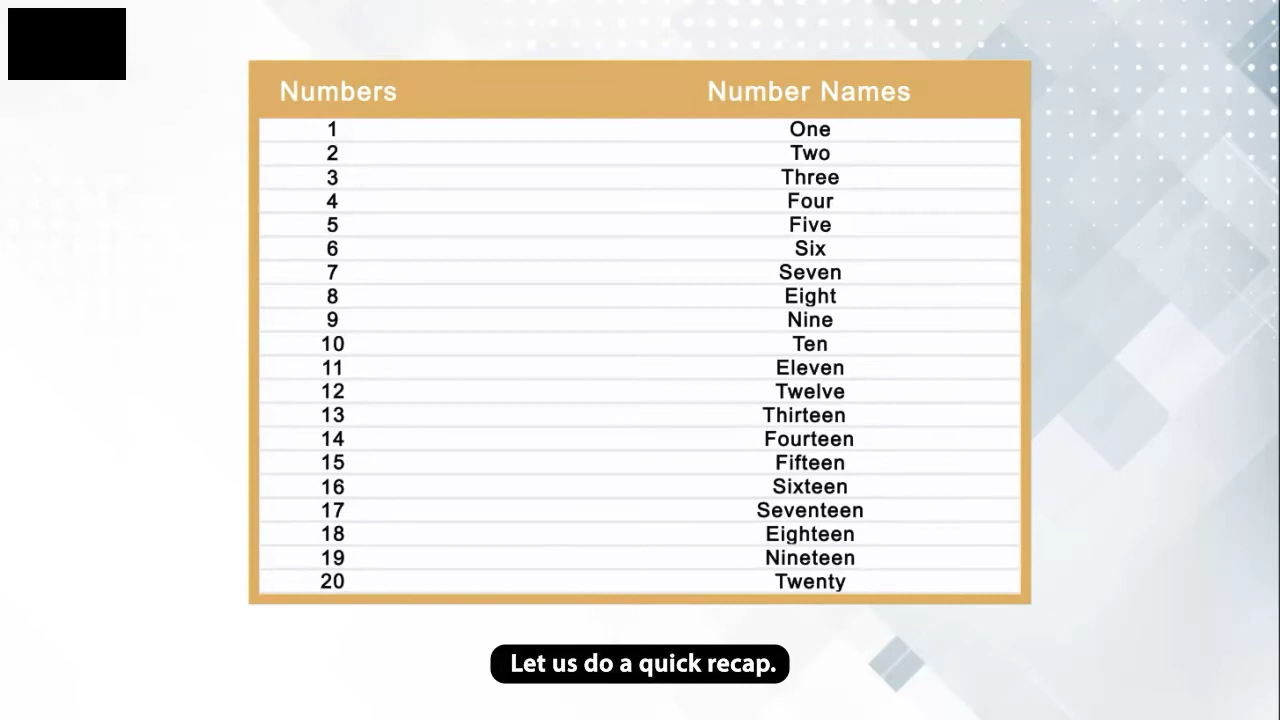 Numbers Number Names
1 One
2 Two
3 Three
4 Four
5 Five
6 Six
7 Seven
8 Eight
9 Nine
10 Ten
11 Eleven
12 Twelve
13 Thirteen
14 Fourteen
15 Fifteen
16 Sixteen
17 Seventeen
18 Eighteen
19 Nineteen
20 Twenty
Let us do a quick recap.